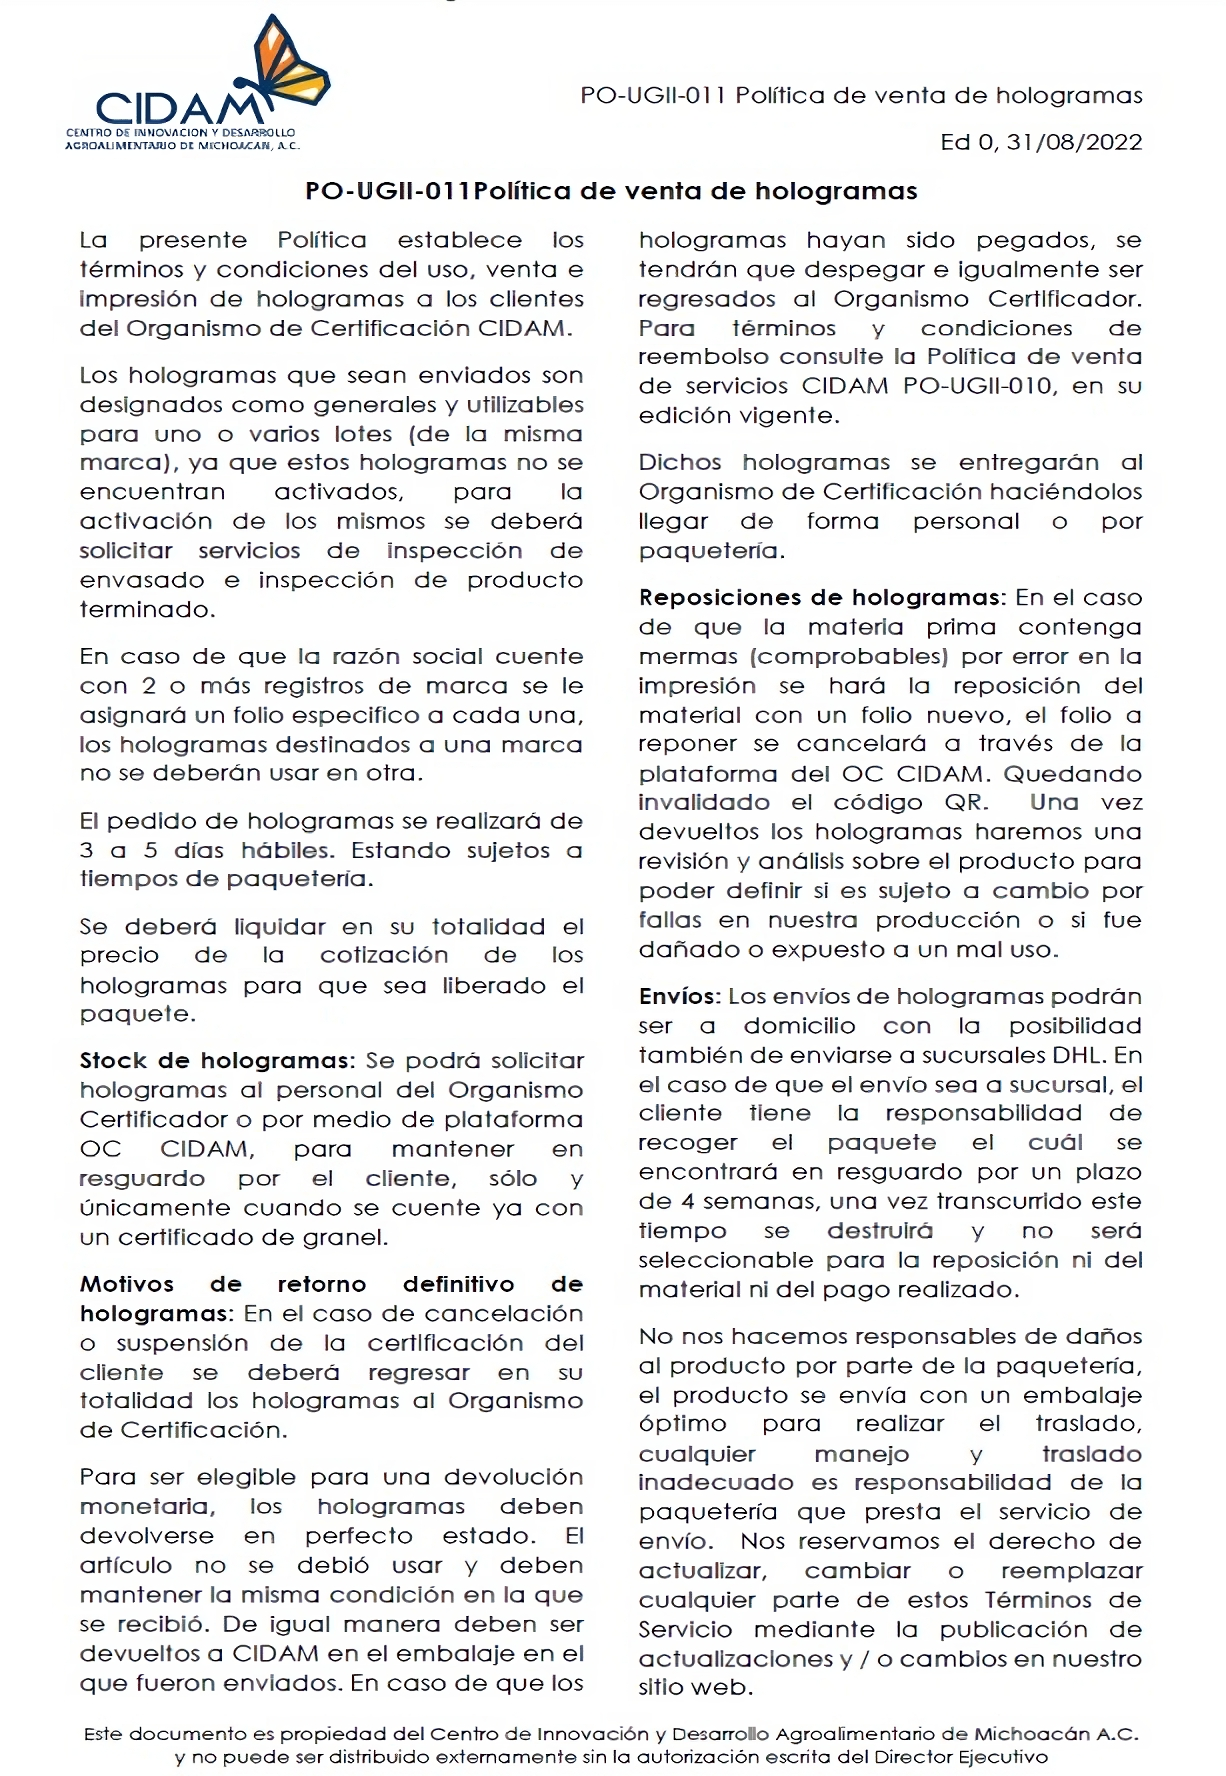 CIDAM
CENTRO DE INNOVACION Y DESARROLLO
AGROALIMENTARIO DE MICHOACAN, A.C.
PO-UGII-011 Política de venta de hologramas
Ed 0, 31/08/2022
PO-UGII-011Política de venta de hologramas
La presente Política establece los
términos y condiciones del uso, venta e
impresión de hologramas a los clientes
del Organismo de Certificación CIDAM.
Los hologramas que sean enviados son
designados como generales y utilizables
para uno o varios lotes (de la misma
marca), ya que estos hologramas no se
encuentran activados, para la
activación de los mismos se deberá
solicitar servicios de inspección de
envasado e inspección de producto
terminado.
En caso de que la razón social cuente
con 2 o más registros de marca se le
asignará un folio especifico a cada una,
los hologramas destinados a una marca
no se deberán usar en otra.
El pedido de hologramas se realizará de
3 a 5 días hábiles. Estando sujetos a
tiempos de paquetería.
Se deberá liquidar en su totalidad el
precio de la cotización de los
hologramas para que sea liberado el
paquete.
Stock de hologramas: Se podrá solicitar
hologramas al personal del Organismo
Certificador o por medio de plataforma
OC CIDAM, para mantener en
resguardo por el cliente, sólo y
únicamente cuando se cuente ya con
un certificado de granel.
Motivos de retorno definitivo de
hologramas: En el caso de cancelación
o suspensión de la certificación del
cliente se deberá regresar en su
totalidad los hologramas al Organismo
de Certificación.
Para ser elegible para una devolución
monetaria, los hologramas deben
devolverse en perfecto estado. El
artículo no se debió usar y deben
mantener la misma condición en la que
se recibió. De igual manera deben ser
devueltos a CIDAM en el embalaje en el
que fueron enviados. En caso de que los
hologramas hayan sido pegados, se
tendrán que despegar e igualmente ser
regresados al Organismo Certificador.
Para términos y condiciones de
reembolso consulte la Política de venta
de servicios CIDAM PO-UGII-010, en su
edición vigente.
Dichos hologramas se entregarán al
Organismo de Certificación haciéndolos
llegar de forma personal o por
paquetería.
Reposiciones de hologramas: En el caso
de que la materia prima contenga
mermas (comprobables) por error en la
impresión se hará la reposición del
material con un folio nuevo, el folio a
reponer se cancelará a través de la
plataforma del OC CIDAM. Quedando
invalidado el código QR. Una vez
devueltos los hologramas haremos una
revisión y análisis sobre el producto para
poder definir si es sujeto a cambio por
fallas en nuestra producción o si fue
dañado o expuesto a un mal uso.
Envíos: Los envíos de hologramas podrán
ser a domicilio con la posibilidad
también de enviarse a sucursales DHL. En
el caso de que el envío sea a sucursal, el
cliente tiene la responsabilidad de
recoger el paquete el cuál se
encontrará en resguardo por un plazo
de 4 semanas, una vez transcurrido este
tiempo se destruirá y no será
seleccionable para la reposición ni del
material ni del pago realizado.
No nos hacemos responsables de daños
al producto por parte de la paquetería,
el producto se envía con un embalaje
óptimo para realizar el traslado,
cualquier manejo y traslado
inadecuado es responsabilidad de la
paquetería que presta el servicio de
envío. Nos reservamos el derecho de
actualizar, cambiar o reemplazar
cualquier parte de estos Términos de
Servicio mediante la publicación de
actualizaciones y / o cambios en nuestro
sitio web.
Este documento es propiedad del Centro de Innovación y Desarrollo Agroalimentario de Michoacán A.C.
y no puede ser distribuido externamente sin la autorización escrita del Director Ejecutivo